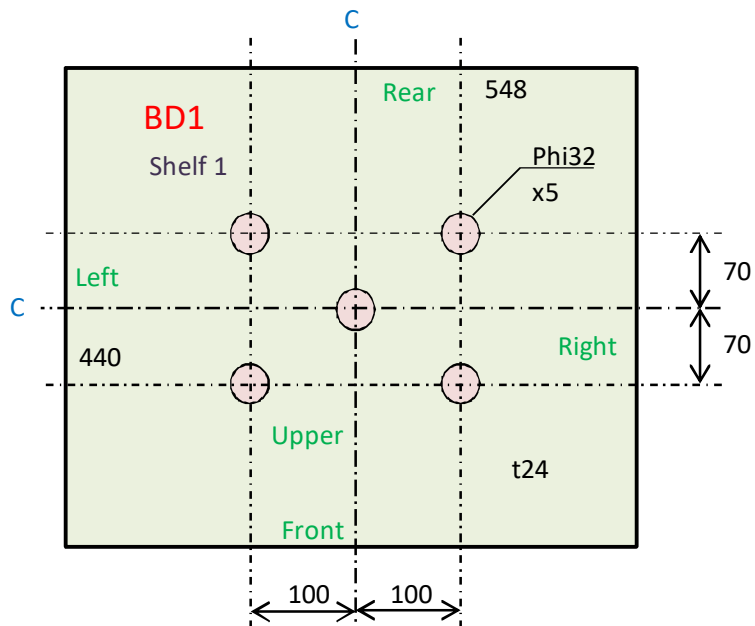 C
Rear
548
BD1
Shelf 1
Phi32
x5
Left
70
C
440
Right
70
Upper
t24
Front
100
100